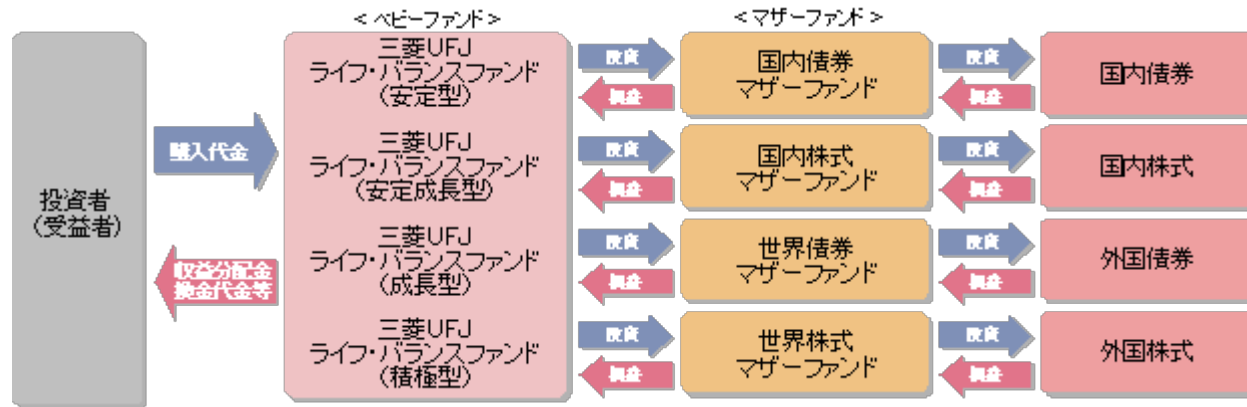 <ベビーファンド>
<マザーファンド>
投資者
(受益者)
購入代金
収益分配金
換金代金等
三菱UFJ
ライフ・バランスファンド
(安定型)
三菱UFJ
ライフ・バランスファンド
(安定成長型)
三菱UFJ
ライフ・バランスファンド
(成長型)
三菱UFJ
ライフ・バランスファンド
(積極型)
投資
損益
投資
損益
投資
損益
投資
損益
国内債券
マザーファンド
国内株式
マザーファンド
世界債券
マザーファンド
世界株式
マザーファンド
投資
損益
投資
損益
投資
損益
投資
損益
国内債券
国内株式
外国債券
外国株式